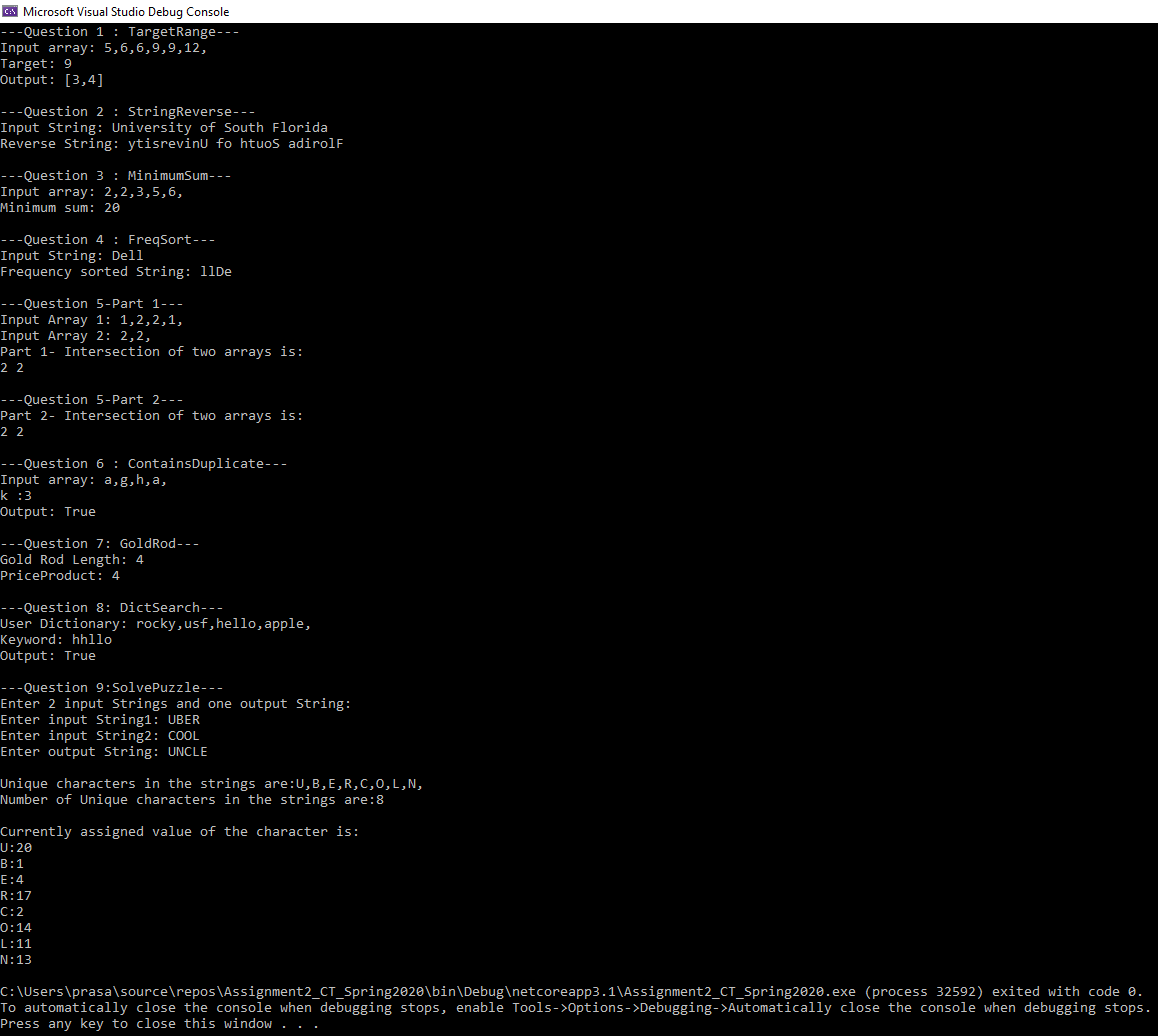 Microsoft Visual Studio Debug Console
---Question 1 : TargetRange---
Input array: 5,6,6,9,9,12,
Target: 9
Output: [3,4]
---Question 2 : StringReverse---
Input String: University of South Florida
Reverse String: ytisrevinU fo htuoS adirolF
---Question 3 : MinimumSum---
Input array: 2,2,3,5,6,
Minimum sum: 20
---Question 4 : FreqSort---
Input String: Dell
Frequency sorted String: llDe
---Question 5-Part 1---
Input Array 1: 1,2,2,1,
Input Array 2: 2,2,
Part 1- Intersection of two arrays is:
2 2
---Question 5-Part 2---
Part 2- Intersection of two arrays is:
2 2
---Question 6 : ContainsDuplicate---
Input array: a,g,h,a,
k :3
Output: True
---Question 7: GoldRod---
Gold Rod Length: 4
PriceProduct: 4
---Question 8: DictSearch---
User Dictionary: rocky,usf,hello,apple,
Keyword: hhllo
Output: True
---Question 9:SolvePuzzle---
Enter 2 input Strings and one output String:
Enter input String1: UBER
Enter input String2: COOL
Enter output String: UNCLE
Unique characters in the strings are:U,B,E,R,C,O,L,N,
Number of Unique characters in the strings are:8
Currently assigned value of the character is:
U:20
B:1
E:4
R:17
C:2
O:14
L:11
N:13
C:\Users\prasa\source\repos\Assignment2_CT_Spring2020\bin\Debug\netcoreapp3.1\Assignment2_CT_Spring2020.exe (process 32592) exited with code 0.
To automatically close the console when debugging stops, enable Tools->Options->Debugging->Automatically close the console when debugging stops.
Press any key to close this window . . .